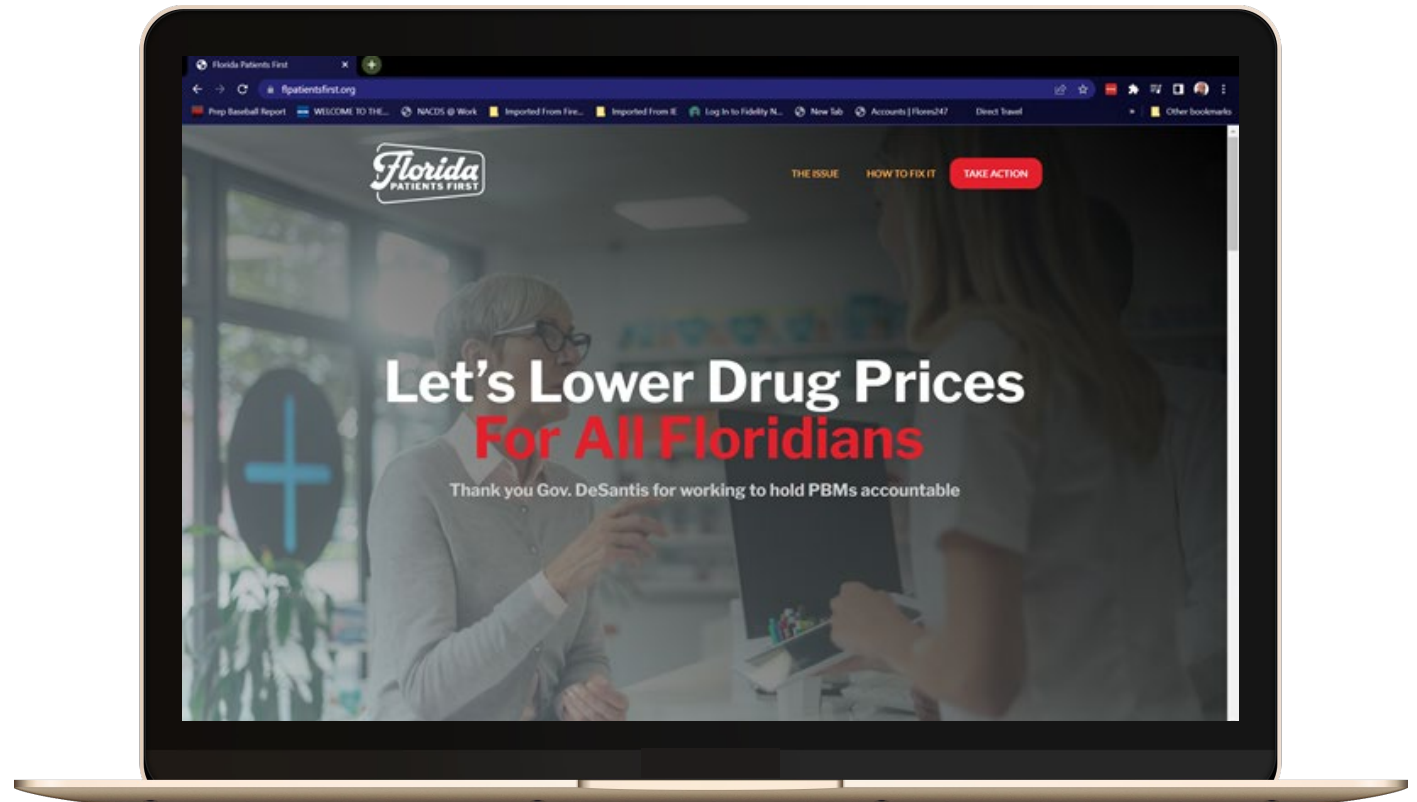 Florida Patients First
flpatientsfirst.org
Prep Baseball Report WELCOME TO THE... NACDS @ Work Imported From Fire... Imported From IE Log In to Fidelity N... New Tab Accounts | Flores247 Direct Travel » Other bookmarks
Florida
PATIENTS FIRST
THE ISSUE HOW TO FIX IT TAKE ACTION
Let's Lower Drug Prices
For All Floridians
Thank you Gov. DeSantis for working to hold PBMs accountable